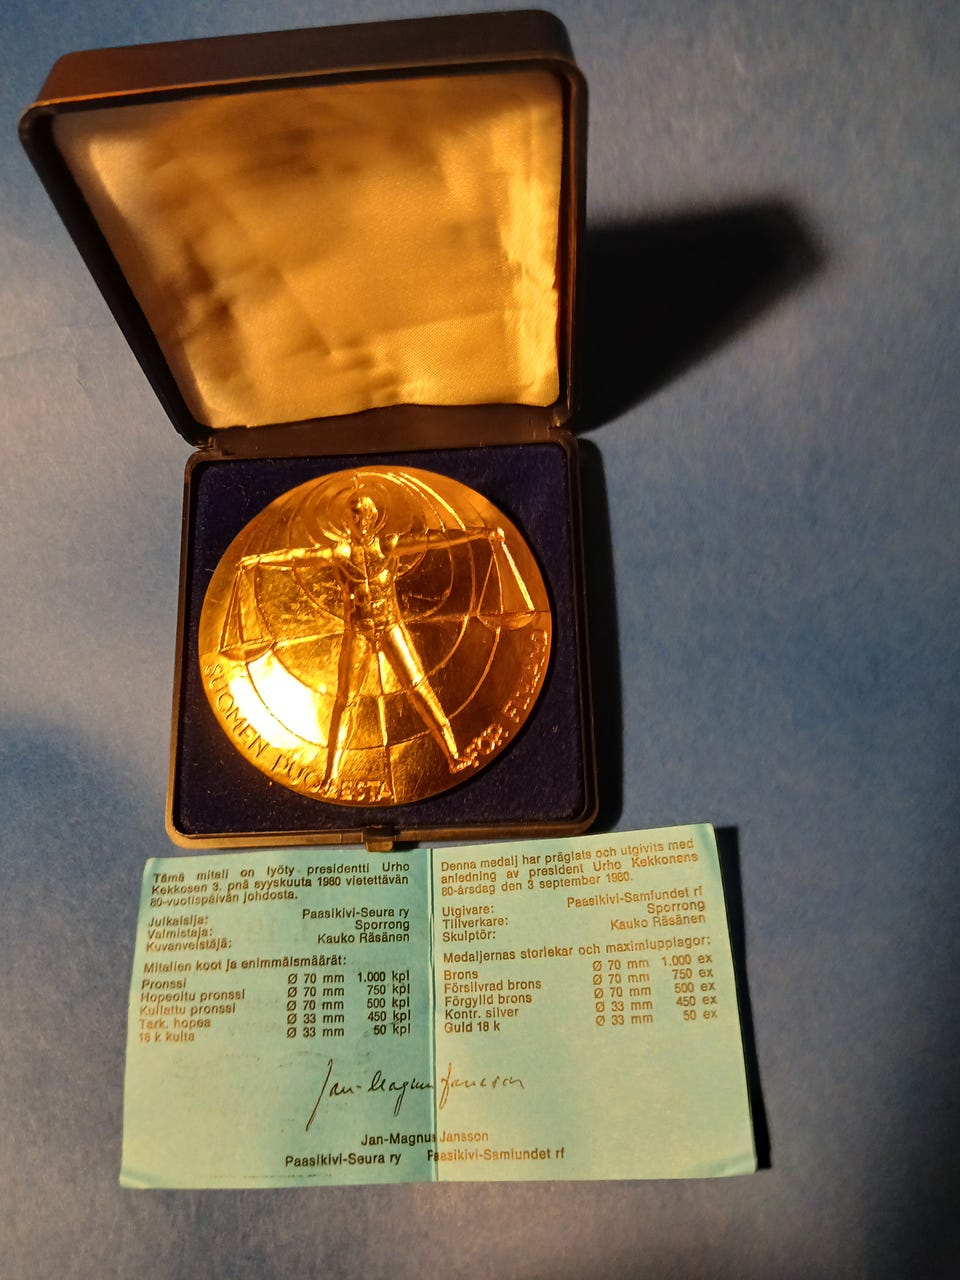 SUOMEN PUOLESTA
FÖR FINLAND
Tämä mitali on lyöty presidentti Urho
Kekkosen 3. pnä syyskuuta 1980 vietettävän
80-vuotispäivän johdosta.
Julkaisija: Paasikivi-Seura ry
Valmistaja: Sporrong
Kuvanveistäjä: Kauko Räsänen
Mitalien koot ja enimmäismäärät:
Pronssi Ø 70 mm 1.000 kpl
Hopeoitu pronssi Ø 70 mm 750 kpl
Kullattu pronssi Ø 70 mm 500 kpl
Tark. hopea Ø 33 mm 450 kpl
18 k kulta Ø 33 mm 50 kpl
Denna medalj har präglats och utgivits med
anledning av president Urho Kekkonens
80-årsdag den 3 september 1980.
Utgivare: Paasikivi-Samfundet rf
Tillverkare: Sporrong
Skulptör: Kauko Räsänen
Medaljernas storlekar och maximiupplagor:
Brons Ø 70 mm 1.000 ex
Försilvrad brons Ø 70 mm 750 ex
Förgylld brons Ø 70 mm 500 ex
Kontr. silver Ø 33 mm 450 ex
Guld 18 k Ø 33 mm 50 ex
Jan-Magnus Jansson
Jan-Magnus Jansson
Paasikivi-Seura ry Paasikivi-Samfundet rf